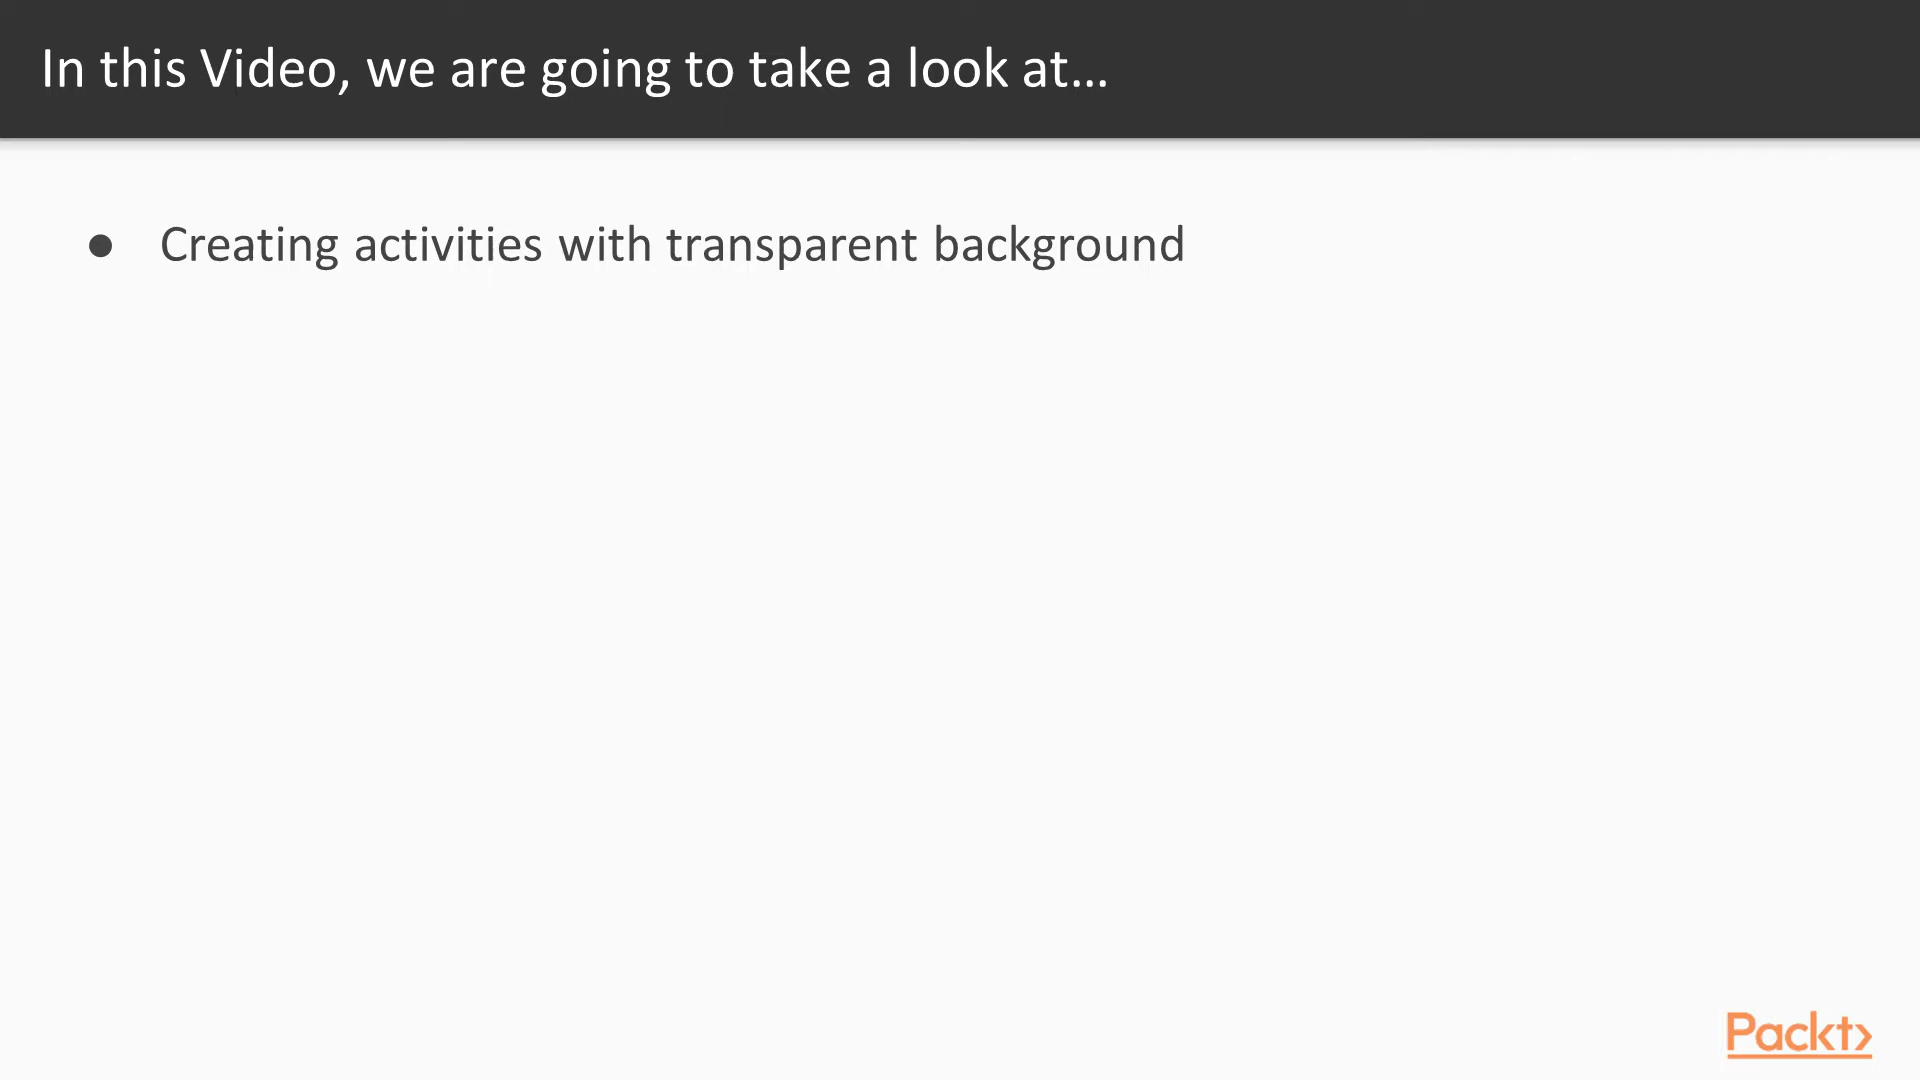 In this Video, we are going to take a look at...
● Creating activities with transparent background
Packt>